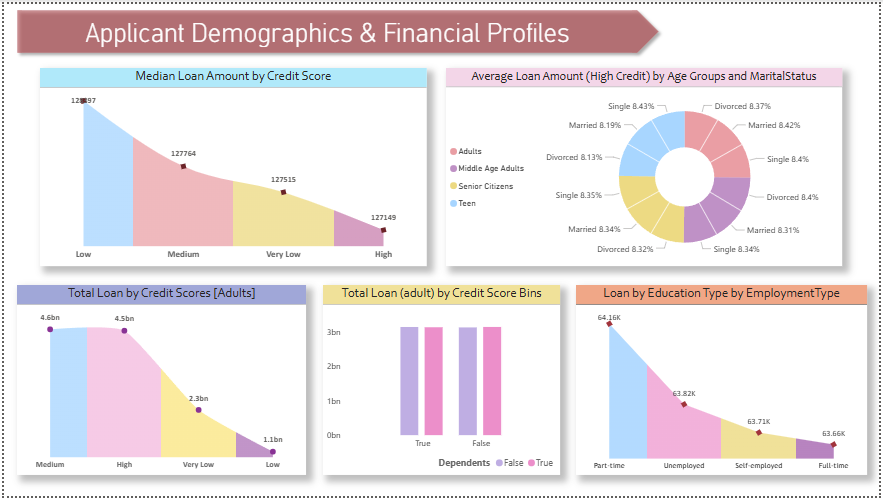 Applicant Demographics & Financial Profiles
Median Loan Amount by Credit Score
127764
127515
127149
Low
Medium
Very Low
High
Average Loan Amount (High Credit) by Age Groups and MaritalStatus
Adults
Middle Age Adults
Senior Citizens
Teen
Single 8.43%
Divorced 8.37%
Married 8.19%
Married 8.42%
Divorced 8.13%
Single 8.4%
Single 8.35%
Divorced 8.4%
Married 8.34%
Married 8.31%
Divorced 8.32%
Single 8.34%
Total Loan by Credit Scores [Adults]
4.6bn
4.5bn
2.3bn
1.1bn
Medium
High
Very Low
Low
Total Loan (adult) by Credit Score Bins
3bn
2bn
1bn
0bn
True
False
Dependents
False
True
Loan by Education Type by EmploymentType
64.16K
63.82K
63.71K
63.66K
Part-time
Unemployed
Self-employed
Full-time